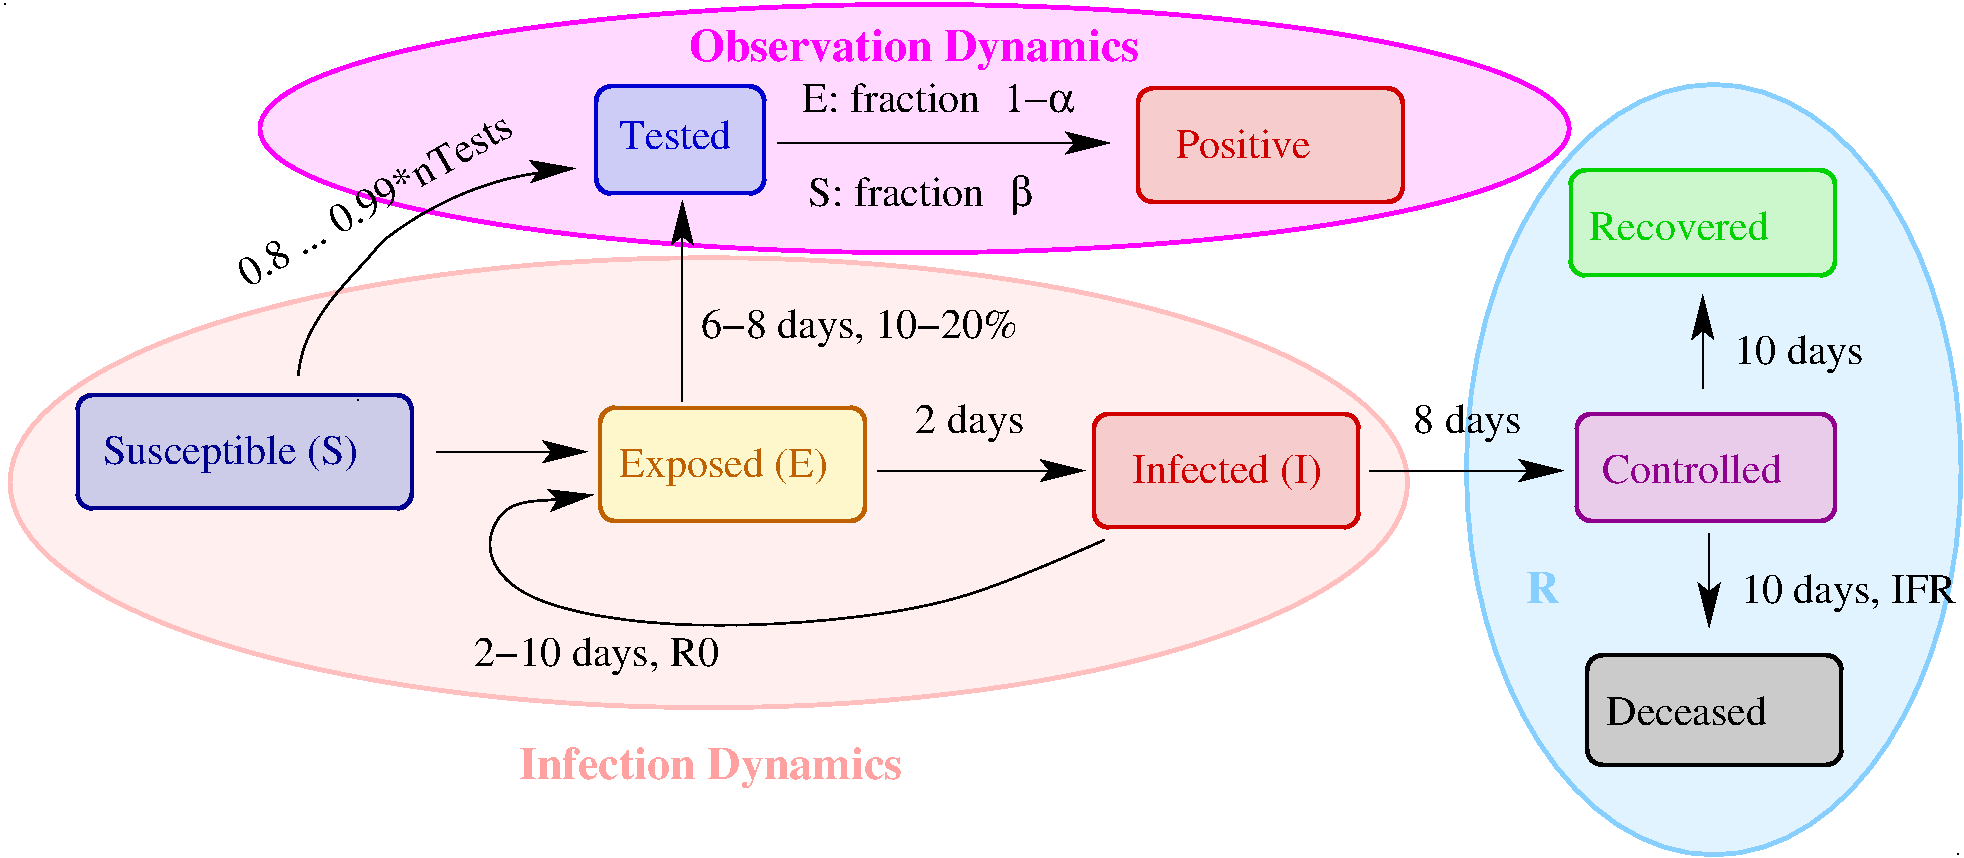 Observation Dynamics
E: fraction 1−α
Tested
Positive
S: fraction β
0.8 ... 0.99*nTests
Recovered
6−8 days, 10−20%
10 days
2 days
8 days
Susceptible (S)
Exposed (E)
Infected (I)
Controlled
R
10 days, IFR
2−10 days, R0
Deceased
Infection Dynamics